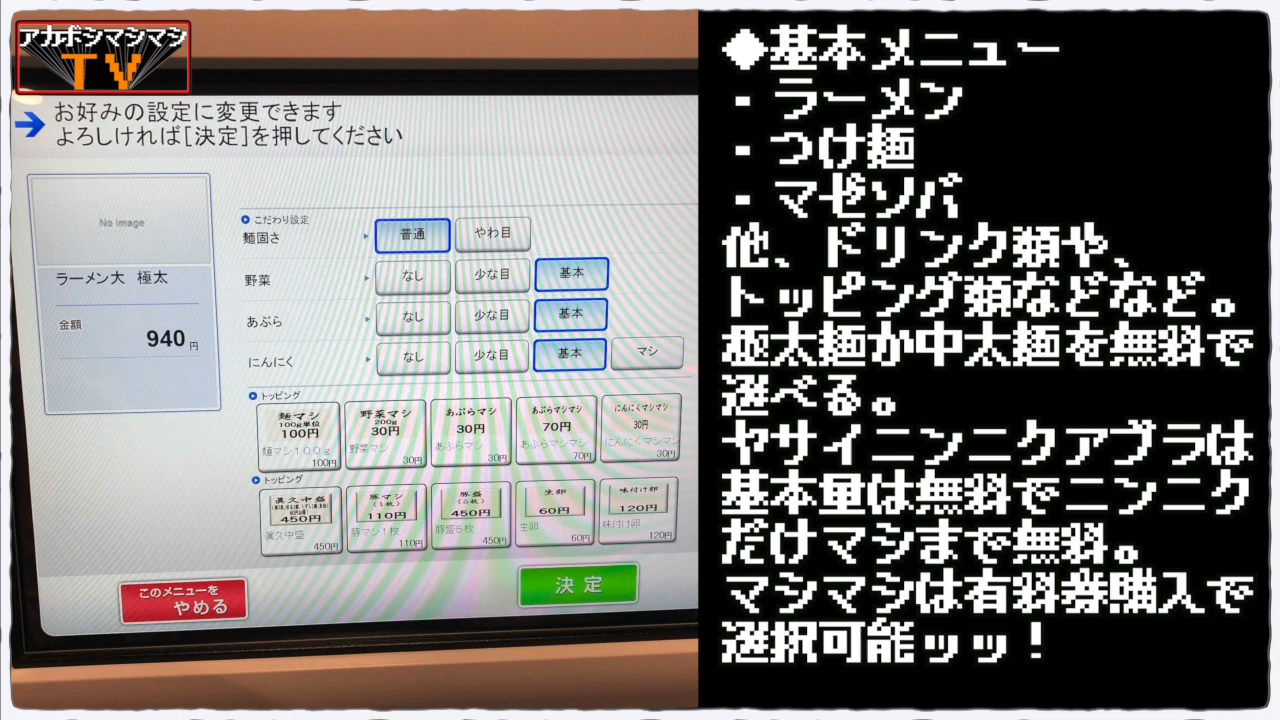 アカボシマシマシ
TV
お好みの設定に変更できます
よろしければ[決定]を押してください
No image
ラーメン大 極太
金額
940円
こだわり設定
麺固さ
普通
やわ目
野菜
なし
少な目
基本
あぶら
なし
少な目
基本
にんにく
なし
少な目
基本
マシ
トッピング
麺マシ
100g単位
100円
麺マシ100g
100円
野菜マシ
200g
30円
野菜マシ
30円
あぶらマシ
30円
あぶらマシ
30円
あぶらマシマシ
70円
あぶらマシマシ
70円
にんにくマシマシ
30円
にんにくマシマシ
30円
トッピング
眞久中盛
450円
眞久中盛
450円
豚マシ
(1枚)
110円
豚マシ1枚
110円
豚盛
(5枚)
450円
豚盛5枚
450円
生卵
60円
生卵
60円
味付け卵
120円
味付け卵
120円
このメニューを
やめる
決定
◆基本メニュー
・ラーメン
・つけ麺
・マゼソバ
他、ドリンク類や、
トッピング類などなど。
極太麺か中太麺を無料で
選べる。
ヤサイニンニクアブラは
基本量は無料でニンニク
だけマシまで無料。
マシマシは有料券購入で
選択可能ッッ！